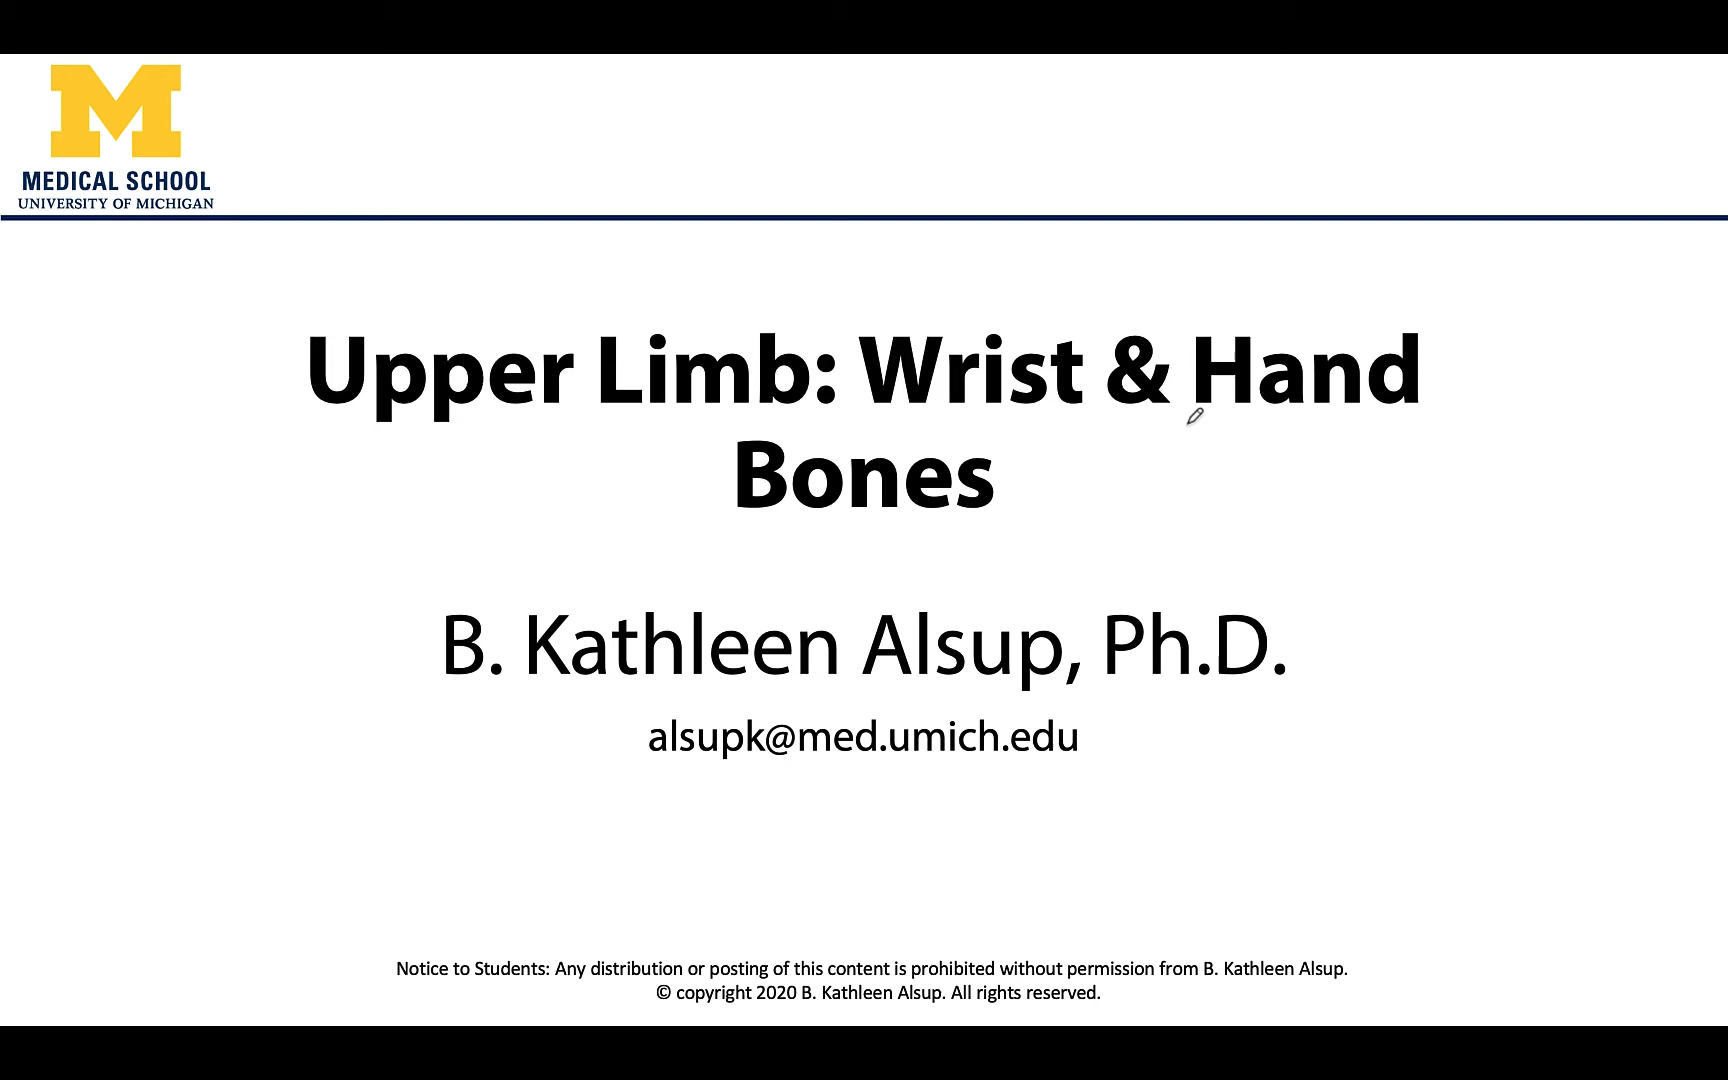 M
MEDICAL SCHOOL
UNIVERSITY OF MICHIGAN
Upper Limb: Wrist & Hand
Bones
B. Kathleen Alsup, Ph.D.
alsupk@med.umich.edu
Notice to Students: Any distribution or posting of this content is prohibited without permission from B. Kathleen Alsup.
© copyright 2020 B. Kathleen Alsup. All rights reserved.